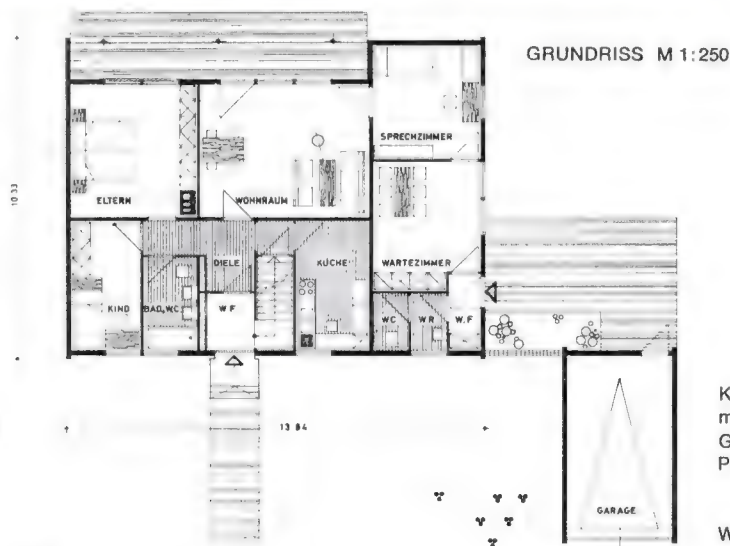 GRUNDRISS M 1:250
SPRECHZIMMER
ELTERN
WOHNRAUM
10.33
DIELE
KÜCHE
WARTEZIMMER
KIND
BAD,WC
W.F
WC
WR
W.F
13.84
K
m
G
P
GARAGE
W